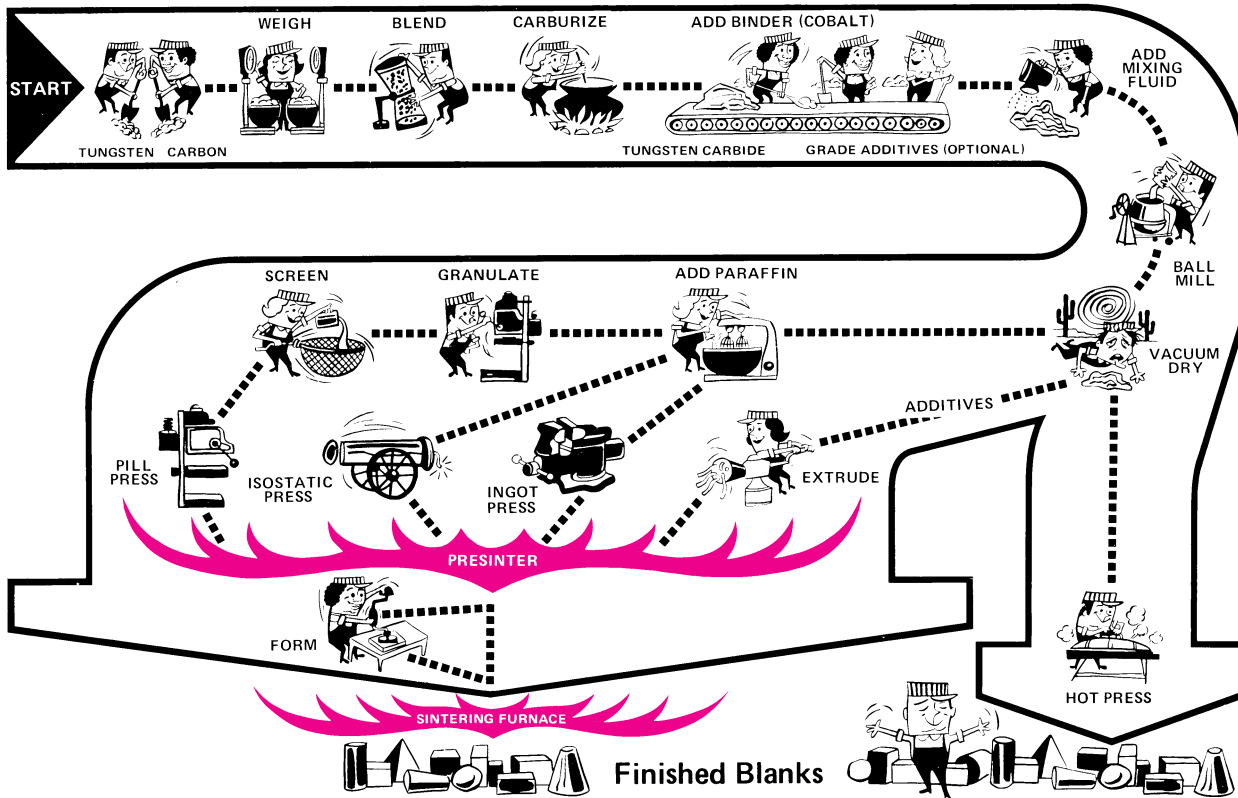 START
TUNGSTEN CARBON
WEIGH
BLEND
CARBURIZE
ADD BINDER (COBALT)
TUNGSTEN CARBIDE
GRADE ADDITIVES (OPTIONAL)
ADD
MIXING
FLUID
BALL
MILL
VACUUM
DRY
ADD PARAFFIN
GRANULATE
SCREEN
PILL
PRESS
ISOSTATIC
PRESS
INGOT
PRESS
ADDITIVES
EXTRUDE
PRESINTER
FORM
SINTERING FURNACE
HOT PRESS
Finished Blanks